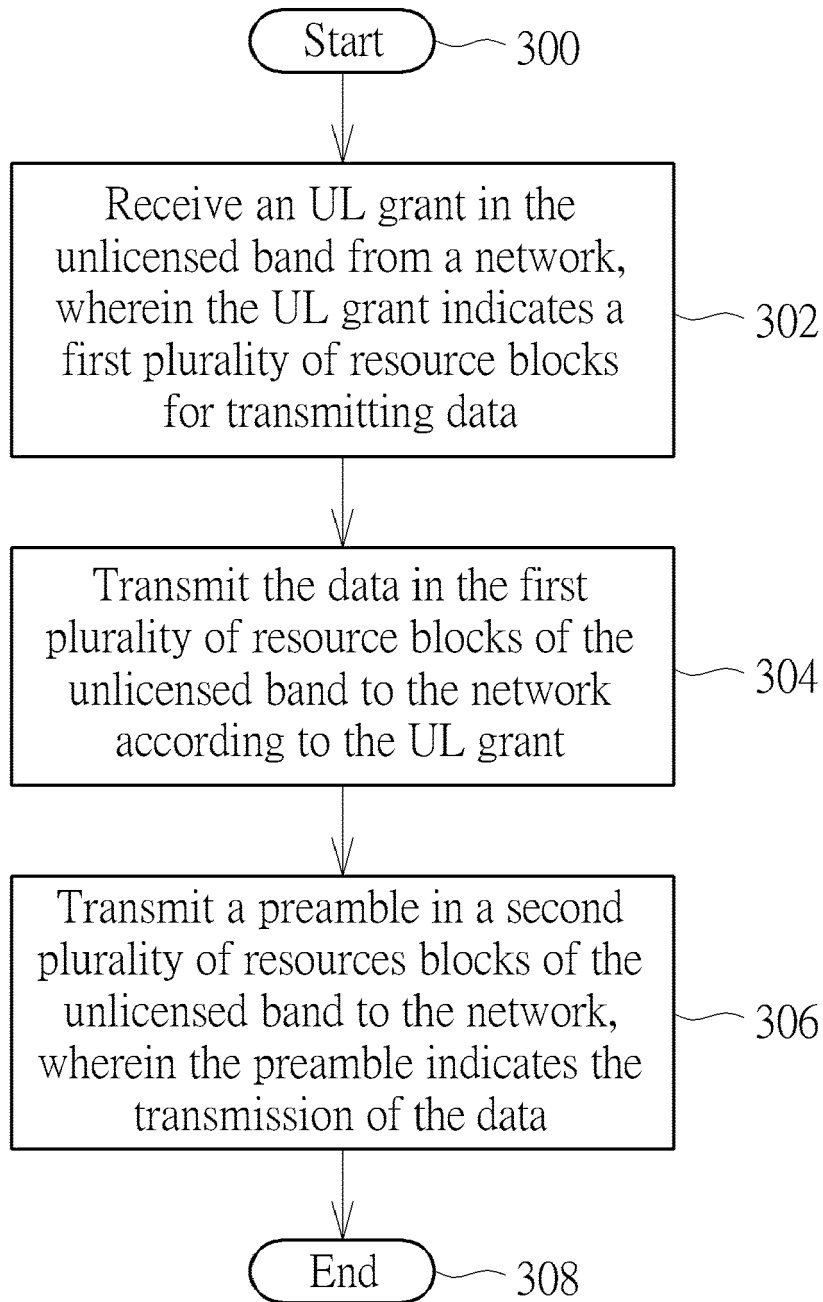 Start
300
Receive an UL grant in the
unlicensed band from a network,
wherein the UL grant indicates a
first plurality of resource blocks
for transmitting data
302
Transmit the data in the first
plurality of resource blocks of the
unlicensed band to the network
according to the UL grant
304
Transmit a preamble in a second
plurality of resources blocks of the
unlicensed band to the network,
wherein the preamble indicates the
transmission of the data
306
End
308